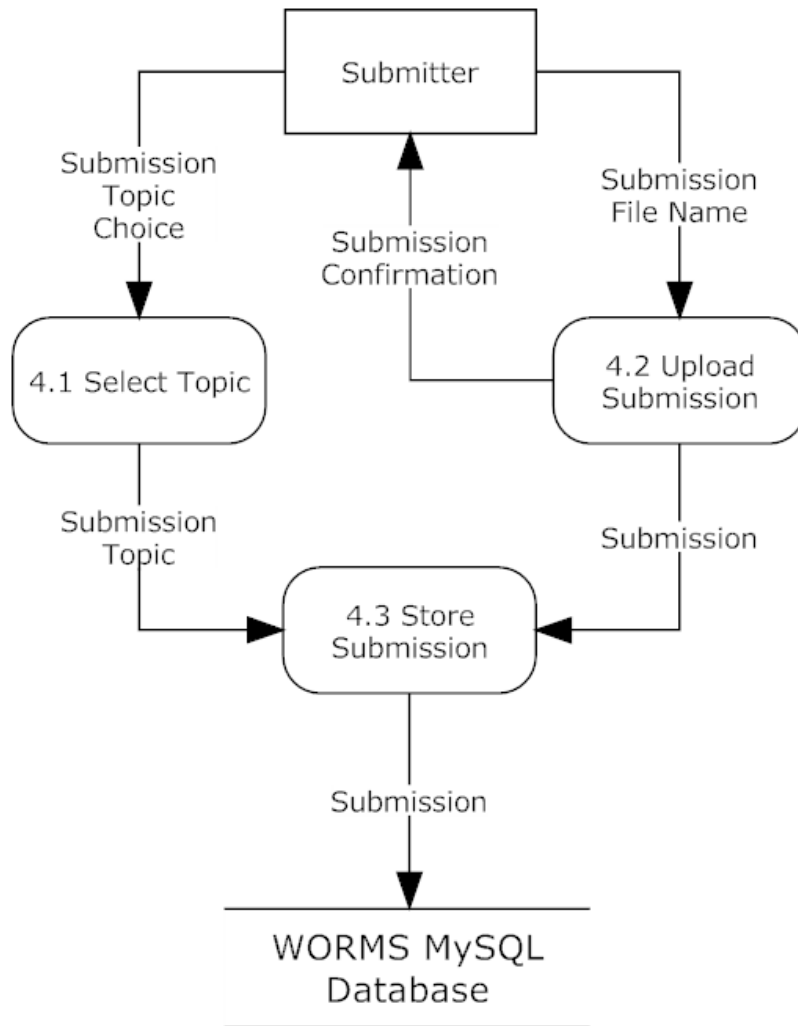 Submitter
Submission
Topic
Choice
Submission
File Name
Submission
Confirmation
4.1 Select Topic
4.2 Upload
Submission
Submission
Topic
Submission
4.3 Store
Submission
Submission
WORMS MySQL
Database